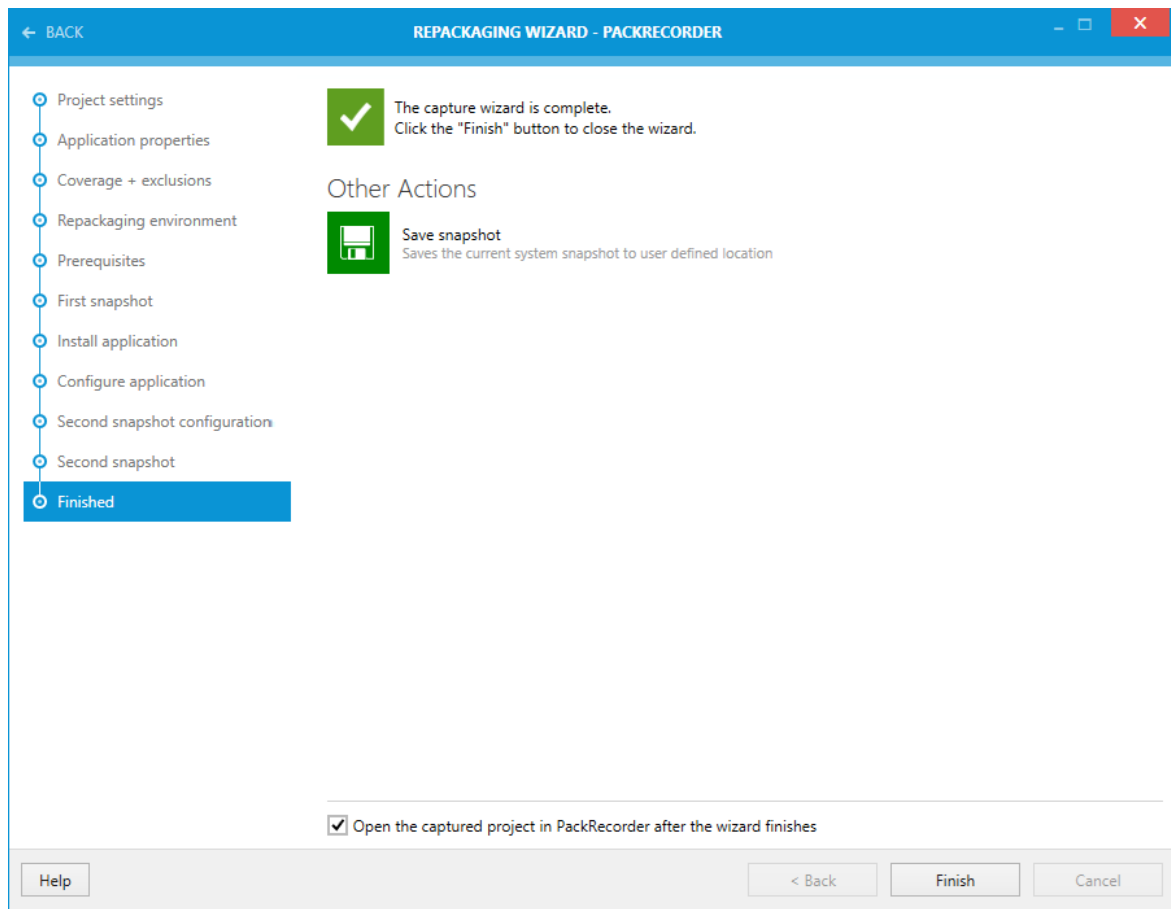 ← BACK
REPACKAGING WIZARD - PACKRECORDER
Project settings
Application properties
Coverage + exclusions
Repackaging environment
Prerequisites
First snapshot
Install application
Configure application
Second snapshot configuration
Second snapshot
Finished
The capture wizard is complete.
Click the "Finish" button to close the wizard.
Other Actions
Save snapshot
Saves the current system snapshot to user defined location
Open the captured project in PackRecorder after the wizard finishes
Help
< Back
Finish
Cancel